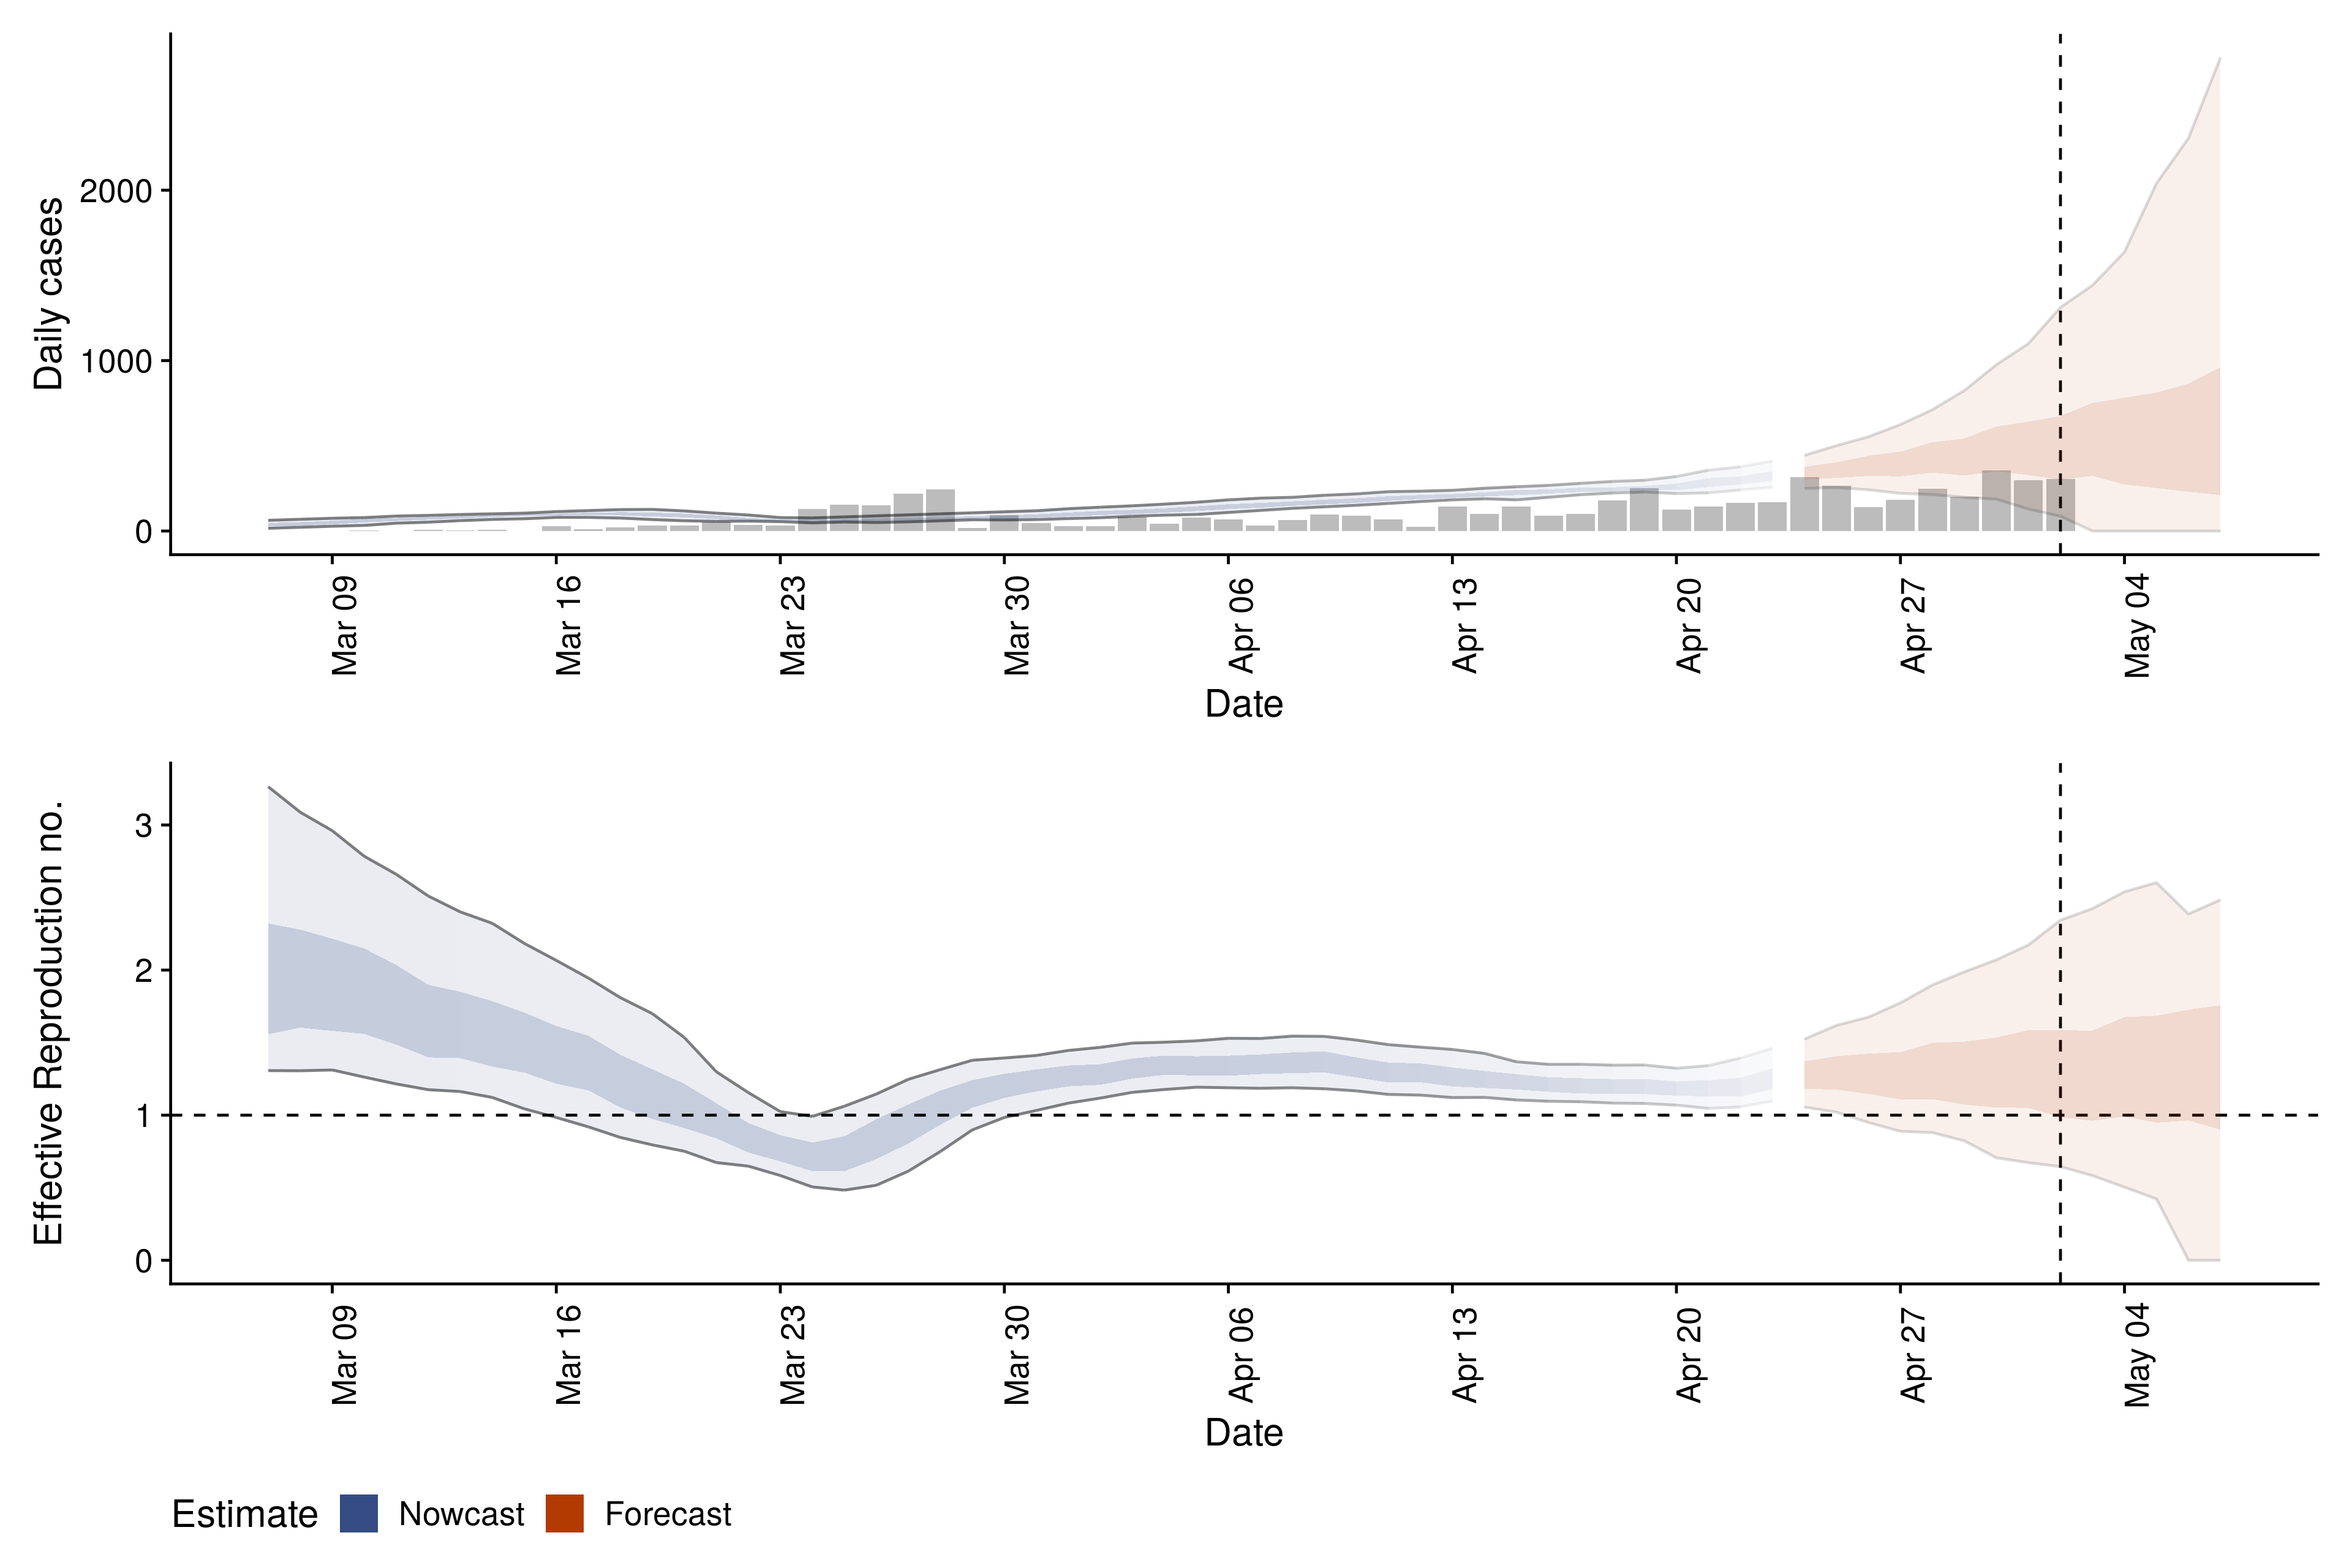 Daily cases
2000
1000
0
Mar 09
Mar 16
Mar 23
Mar 30
Apr 06
Apr 13
Apr 20
Apr 27
May 04
Date
Effective Reproduction no.
3
2
1
0
Mar 09
Mar 16
Mar 23
Mar 30
Apr 06
Apr 13
Apr 20
Apr 27
May 04
Date
Estimate Nowcast Forecast